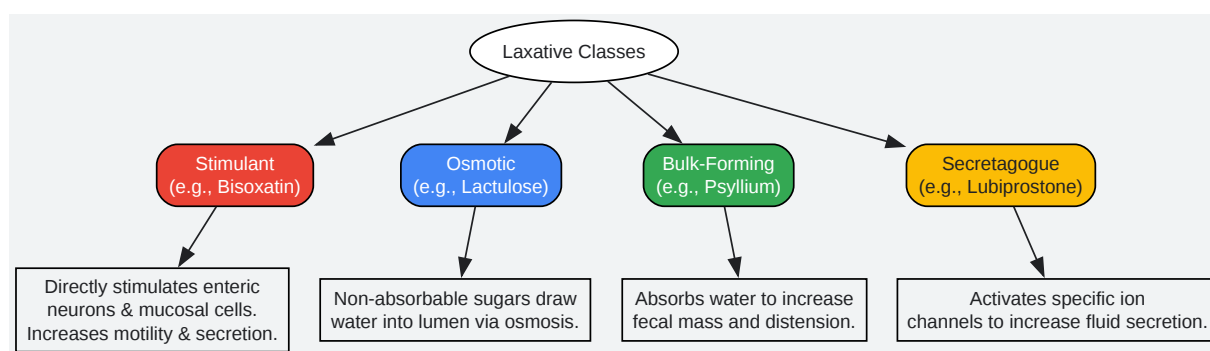 Laxative Classes
Stimulant
(e.g., Bisoxatin)
Osmotic
(e.g., Lactulose)
Bulk-Forming
(e.g., Psyllium)
Secretagogue
(e.g., Lubiprostone)
Directly stimulates enteric
neurons & mucosal cells.
Increases motility & secretion.
Non-absorbable sugars draw
water into lumen via osmosis.
Absorbs water to increase
fecal mass and distension.
Activates specific ion
channels to increase fluid secretion.